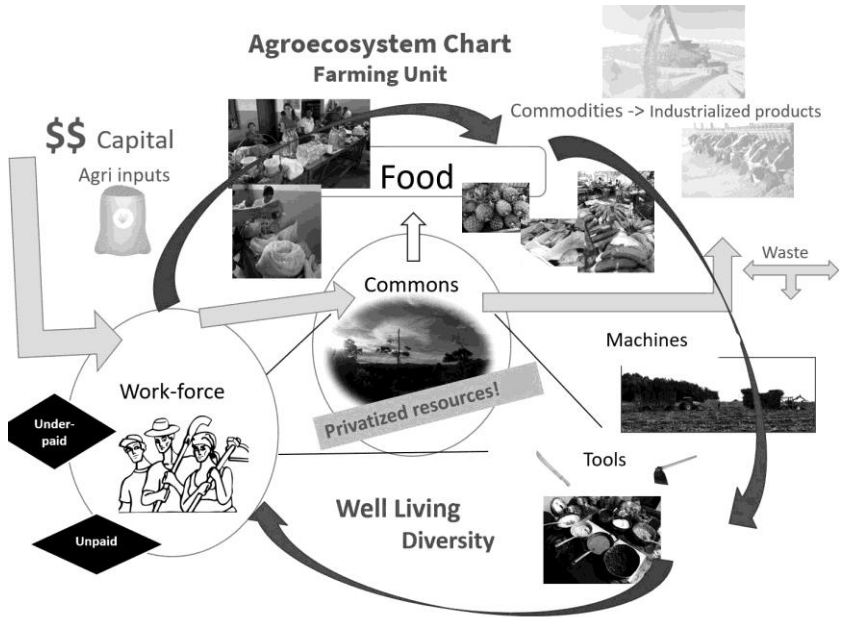 Agroecosystem Chart
Farming Unit
Commodities -> Industrialized products
$$ Capital
Agri inputs
Food
Waste
Commons
Machines
Work-force
Privatized resources!
Under-
paid
Tools
Well Living
Diversity
Unpaid